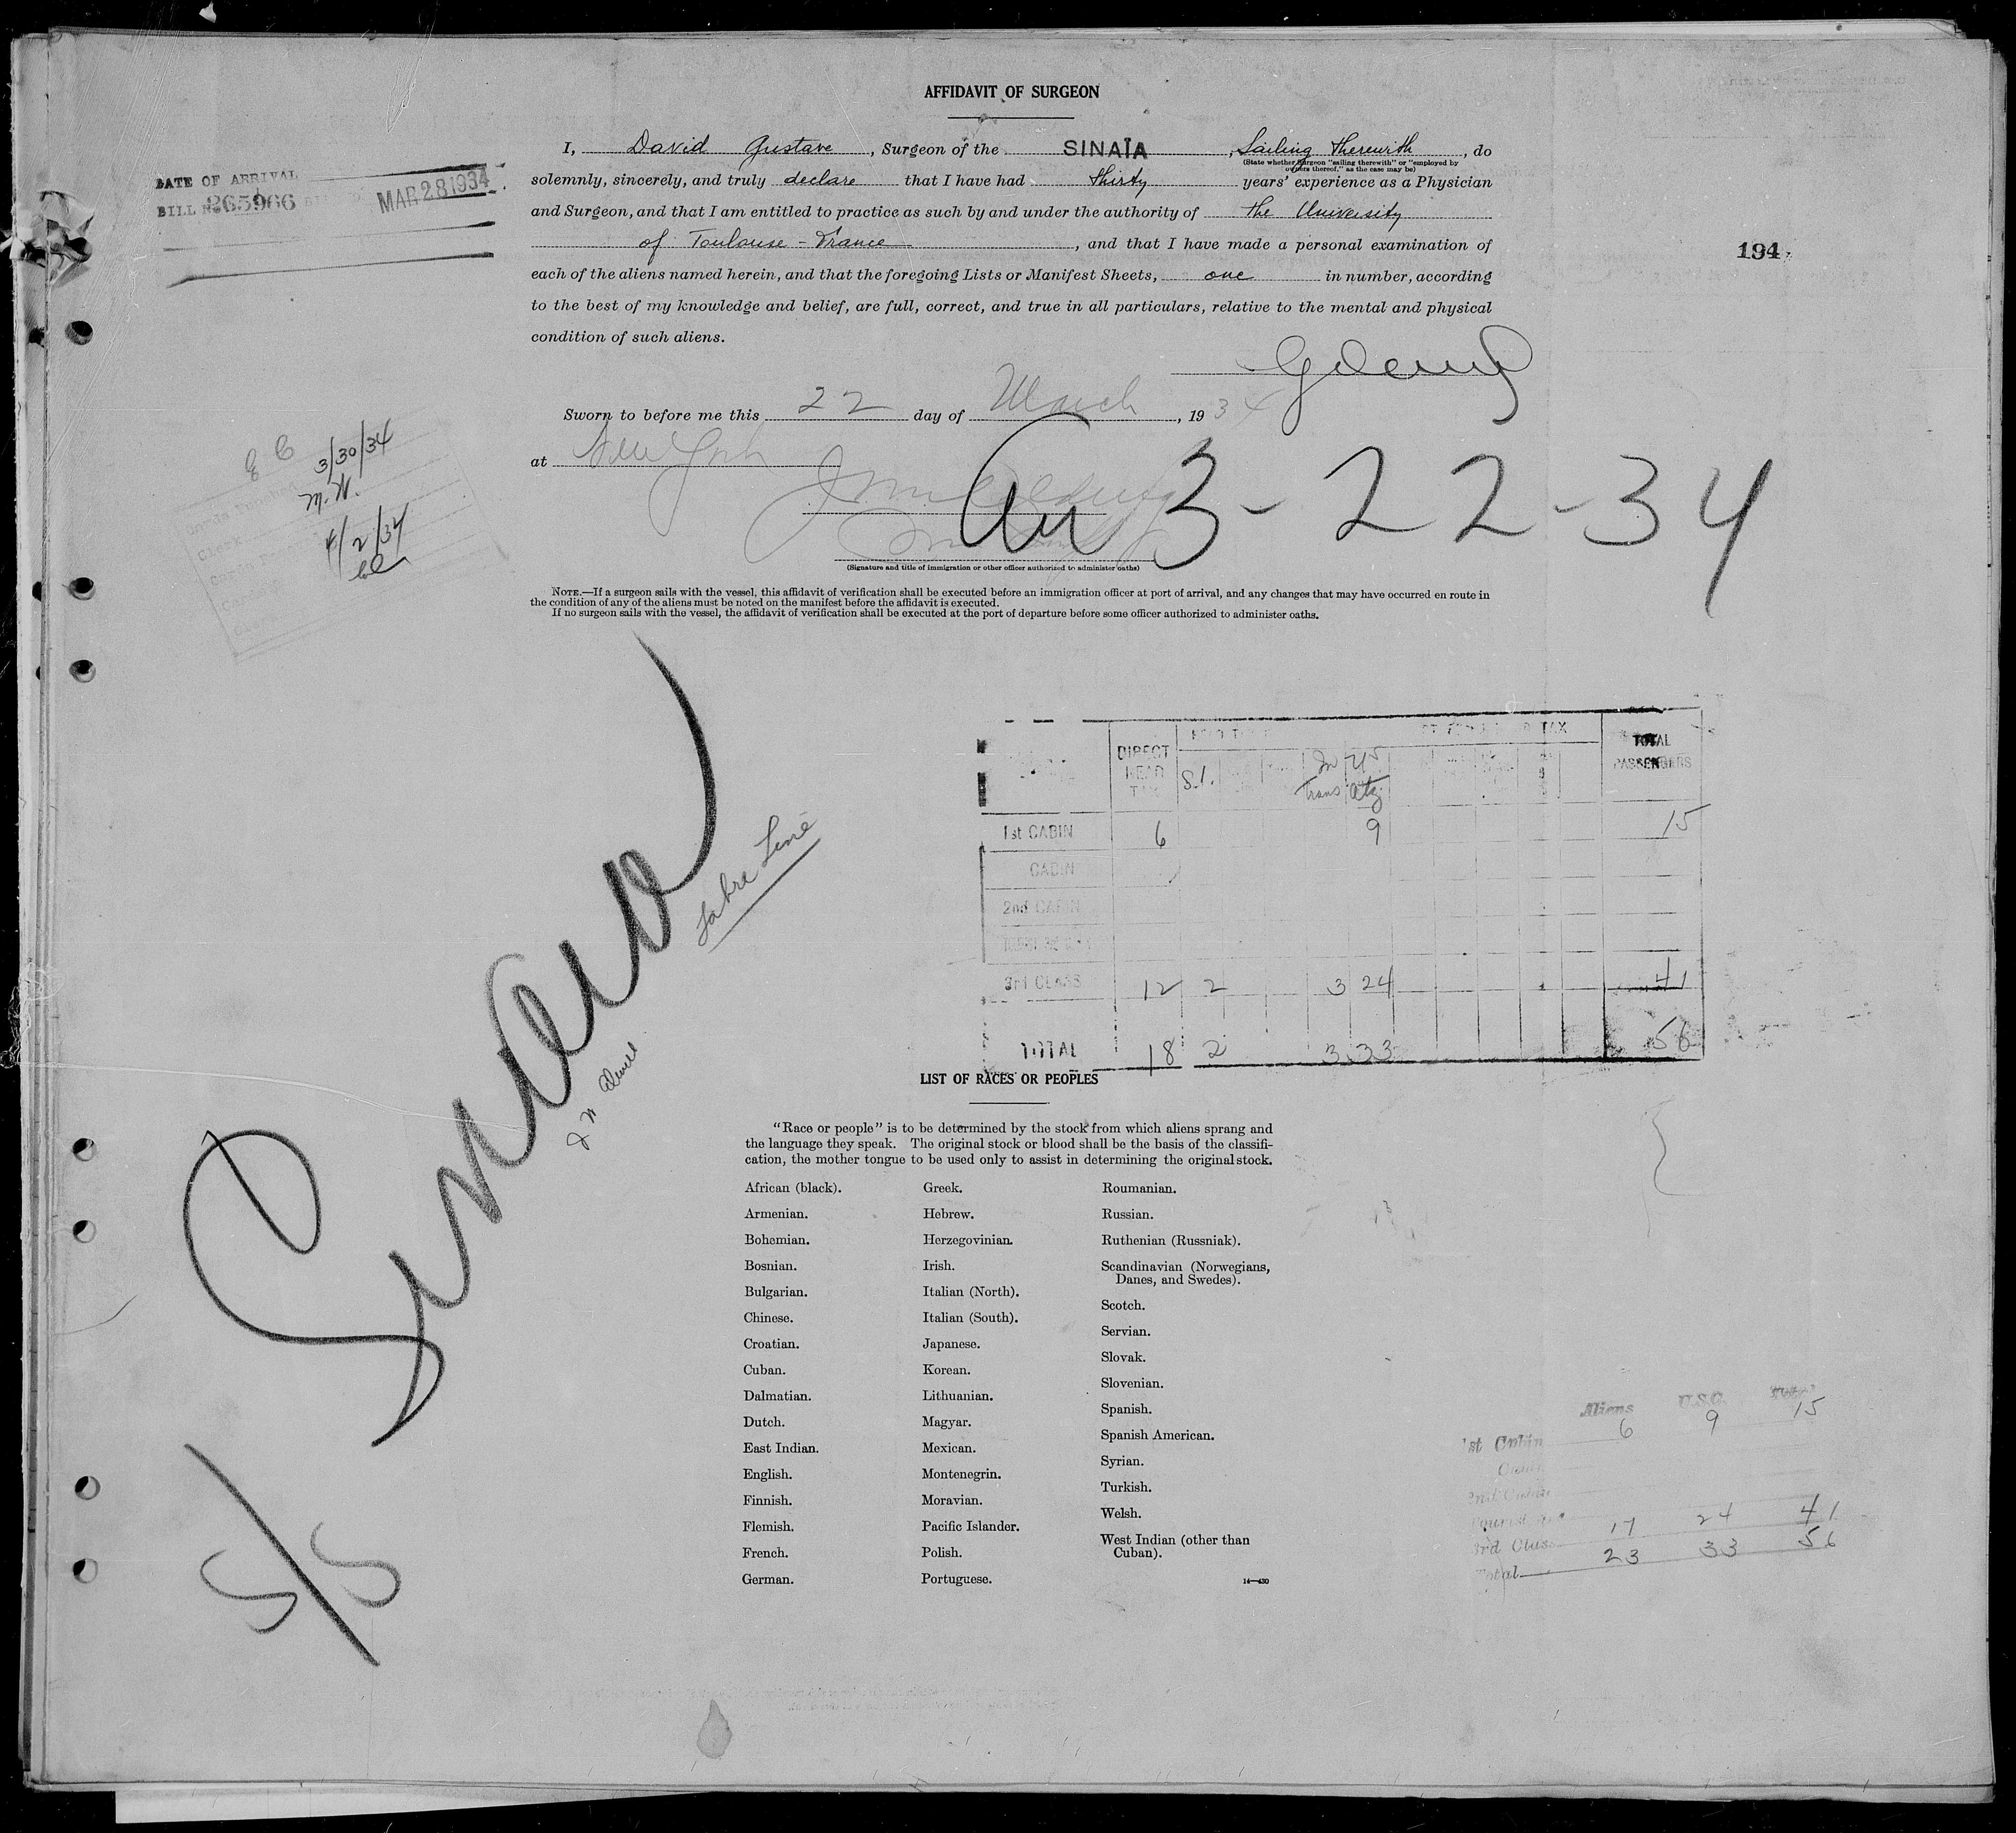 AFFIDAVIT OF SURGEON
I, David Gustave, Surgeon of the SINAÏA, Sailing therewith, do
(State whether Surgeon "sailing therewith" or "employed by
owners thereof," as the case may be)
solemnly, sincerely, and truly declare that I have had thirty years' experience as a Physician
and Surgeon, and that I am entitled to practice as such by and under the authority of the University
of Toulouse - France, and that I have made a personal examination of
each of the aliens named herein, and that the foregoing Lists or Manifest Sheets, one in number, according
to the best of my knowledge and belief, are full, correct, and true in all particulars, relative to the mental and physical
condition of such aliens.
DATE OF ARRIVAL
BILL No 265966
MAR 28 1934
194
Sworn to before me this 22 day of March, 1934
at New York
Arr 3-22-34
(Signature and title of immigration or other officer authorized to administer oaths)
3/30/34
M.W.
4/2/34
Clerk
NOTE.—If a surgeon sails with the vessel, this affidavit of verification shall be executed before an immigration officer at port of arrival, and any changes that may have occurred en route in
the condition of any of the aliens must be noted on the manifest before the affidavit is executed.
If no surgeon sails with the vessel, the affidavit of verification shall be executed at the port of departure before some officer authorized to administer oaths.
S/S Sinaia
Fabre Line
DIRECT HEAD TAX S.I. In Trans US Ctz. TAX TOTAL PASSENGERS
1st CABIN 6 9 15
CABIN
2nd CABIN
3rd CLASS 12 2 3 24 41
TOTAL 18 2 3 33 56
LIST OF RACES OR PEOPLES
"Race or people" is to be determined by the stock from which aliens sprang and
the language they speak. The original stock or blood shall be the basis of the classifi-
cation, the mother tongue to be used only to assist in determining the original stock.
African (black).
Armenian.
Bohemian.
Bosnian.
Bulgarian.
Chinese.
Croatian.
Cuban.
Dalmatian.
Dutch.
East Indian.
English.
Finnish.
Flemish.
French.
German.
Greek.
Hebrew.
Herzegovinian.
Irish.
Italian (North).
Italian (South).
Japanese.
Korean.
Lithuanian.
Magyar.
Mexican.
Montenegrin.
Moravian.
Pacific Islander.
Polish.
Portuguese.
Roumanian.
Russian.
Ruthenian (Russniak).
Scandinavian (Norwegians,
Danes, and Swedes).
Scotch.
Servian.
Slovak.
Slovenian.
Spanish.
Spanish American.
Syrian.
Turkish.
Welsh.
West Indian (other than
Cuban).
14—430
Aliens U.S.C. Total
1st Cabin 6 9 15
3rd Class 17 24 41
Total 23 33 56